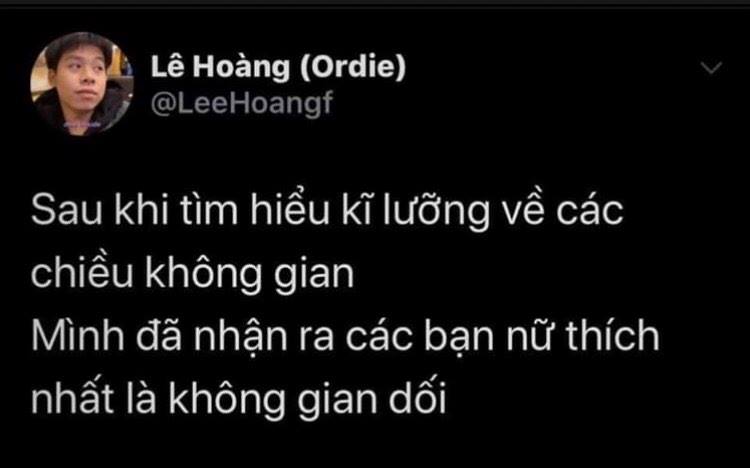 Lê Hoàng (Ordie)
@LeeHoangf
Sau khi tìm hiểu kĩ lưỡng về các
chiều không gian
Mình đã nhận ra các bạn nữ thích
nhất là không gian dối